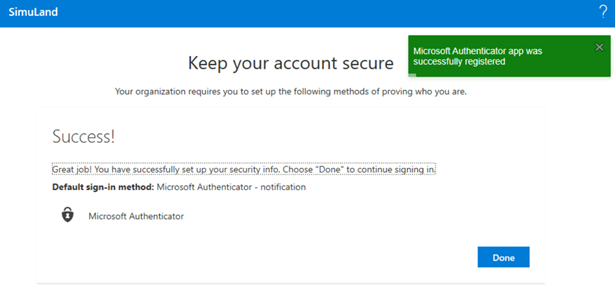 SimuLand
?
Microsoft Authenticator app was
successfully registered
Keep your account secure
Your organization requires you to set up the following methods of proving who you are.
Success!
Great job! You have successfully set up your security info. Choose "Done" to continue signing in.
Default sign-in method: Microsoft Authenticator - notification
Microsoft Authenticator
Done